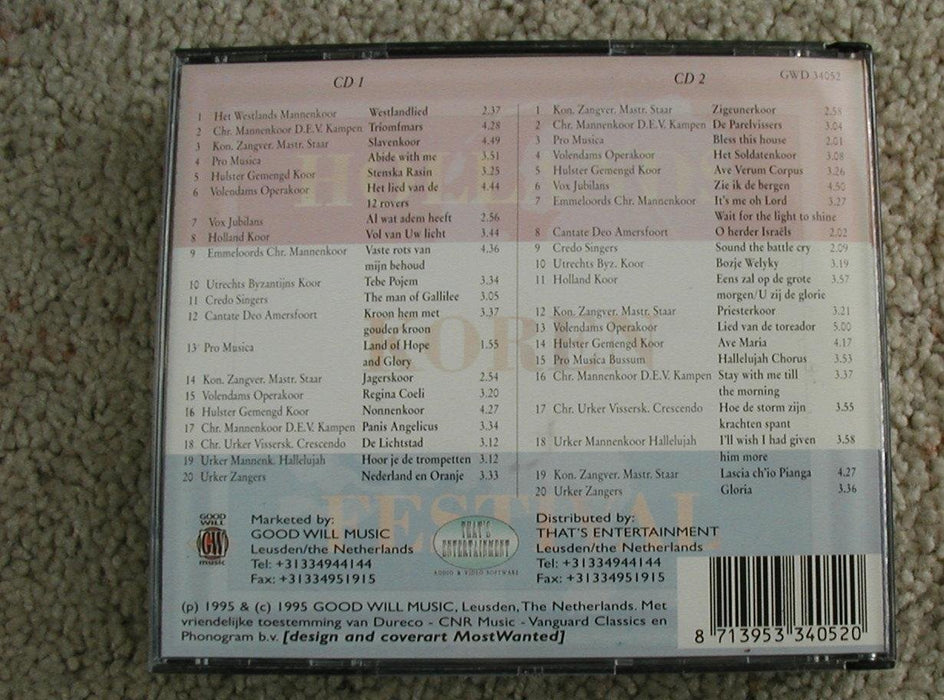 CD 1
1 Het Westlands Mannenkoor Westlandlied 2.37
2 Chr. Mannenkoor D.E.V. Kampen Triomfmars 4.28
3 Kon. Zangver. Mastr. Staar Slavenkoor 4.49
4 Pro Musica Abide with me 3.51
5 Hulster Gemengd Koor Stenska Rasin 3.25
6 Volendams Operakoor Het lied van de 4.44
12 rovers
7 Vox Jubilans Al wat adem heeft 2.56
8 Holland Koor Vol van Uw licht 3.44
9 Emmeloords Chr. Mannenkoor Vaste rots van 4.36
mijn behoud
10 Utrechts Byzantijns Koor Tebe Pojem 3.34
11 Credo Singers The man of Gallilee 3.05
12 Cantate Deo Amersfoort Kroon hem met 3.37
gouden kroon
13 Pro Musica Land of Hope 1.55
and Glory
14 Kon. Zangver. Mastr. Staar Jagerskoor 2.54
15 Volendams Operakoor Regina Coeli 3.20
16 Hulster Gemengd Koor Nonnenkoor 4.27
17 Chr. Mannenkoor D.E.V. Kampen Panis Angelicus 3.34
18 Chr. Urker Vissersk. Crescendo De Lichtstad 3.12
19 Urker Mannenk. Hallelujah Hoor je de trompetten 3.12
20 Urker Zangers Nederland en Oranje 3.33
CD 2
GWD 34052
1 Kon. Zangver. Mastr. Staar Zigeunerkoor 2.58
2 Chr. Mannenkoor D.E.V. Kampen De Parelvissers 3.04
3 Pro Musica Bless this house 2.01
4 Volendams Operakoor Het Soldatenkoor 3.08
5 Hulster Gemengd Koor Ave Verum Corpus 3.26
6 Vox Jubilans Zie ik de bergen 4.50
7 Emmeloords Chr. Mannenkoor It's me oh Lord 3.27
Wait for the light to shine
8 Cantate Deo Amersfoort O herder Israëls 2.02
9 Credo Singers Sound the battle cry 2.09
10 Utrechts Byz. Koor Bozje Welyky 3.19
11 Holland Koor Eens zal op de grote 3.57
morgen/U zij de glorie
12 Kon. Zangver. Mastr. Staar Priesterkoor 3.21
13 Volendams Operakoor Lied van de toreador 5.00
14 Hulster Gemengd Koor Ave Maria 4.17
15 Pro Musica Bussum Hallelujah Chorus 3.53
16 Chr. Mannenkoor D.E.V. Kampen Stay with me till 3.37
the morning
17 Chr. Urker Vissersk. Crescendo Hoe de storm zijn 3.55
krachten spant
18 Urker Mannenkoor Hallelujah I'll wish I had given 3.58
him more
19 Kon. Zangver. Mastr. Staar Lascia ch'io Pianga 4.27
20 Urker Zangers Gloria 3.36
GOOD
WILL
GW
music
Marketed by:
GOOD WILL MUSIC
Leusden/the Netherlands
Tel: +31334944144
Fax: +31334951915
THAT'S
ENTERTAINMENT
AUDIO & VIDEO SOFTWARE
Distributed by:
THAT'S ENTERTAINMENT
Leusden/the Netherlands
Tel: +31334944144
Fax: +31334951915
(p) 1995 & (c) 1995 GOOD WILL MUSIC, Leusden, The Netherlands. Met
vriendelijke toestemming van Dureco - CNR Music - Vanguard Classics en
Phonogram b.v. [design and coverart MostWanted]
8 713953 340520